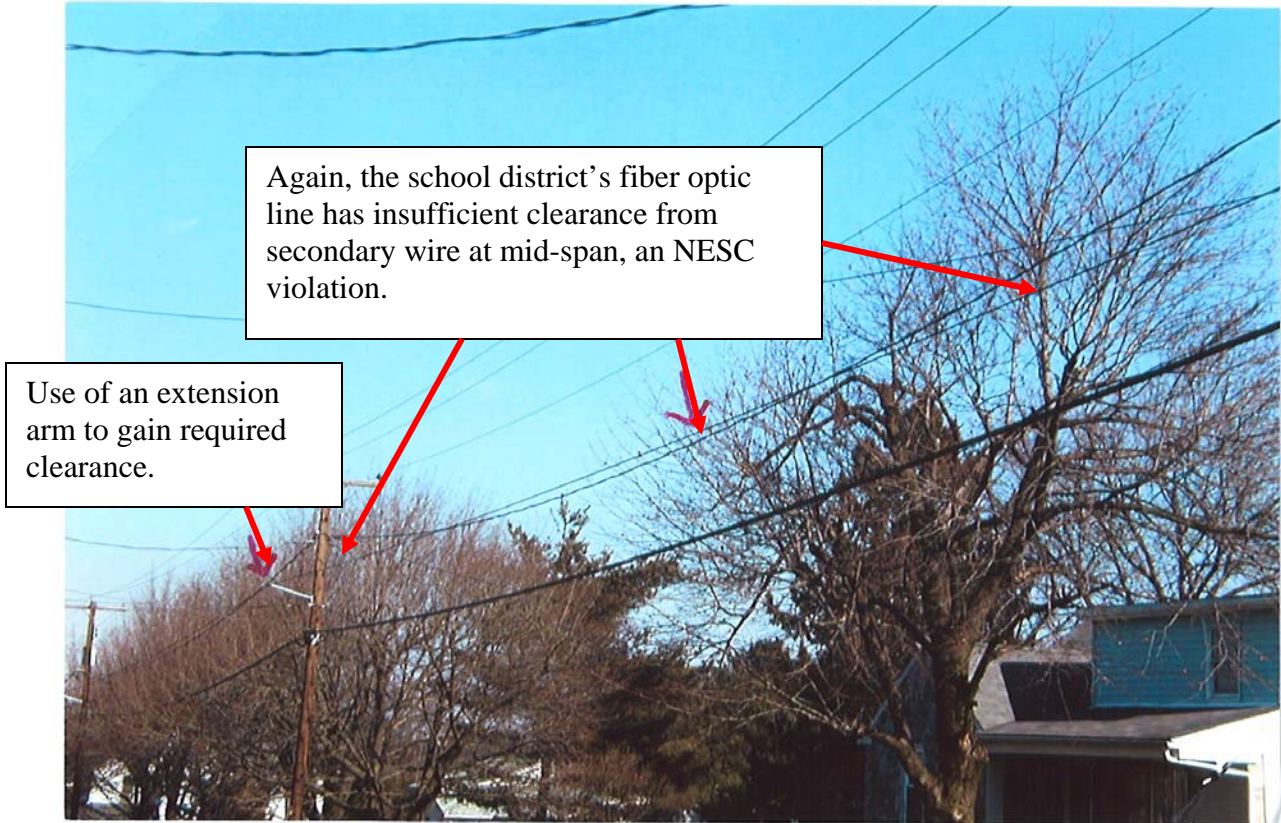 Again, the school district’s fiber optic
line has insufficient clearance from
secondary wire at mid-span, an NESC
violation.
Use of an extension
arm to gain required
clearance.